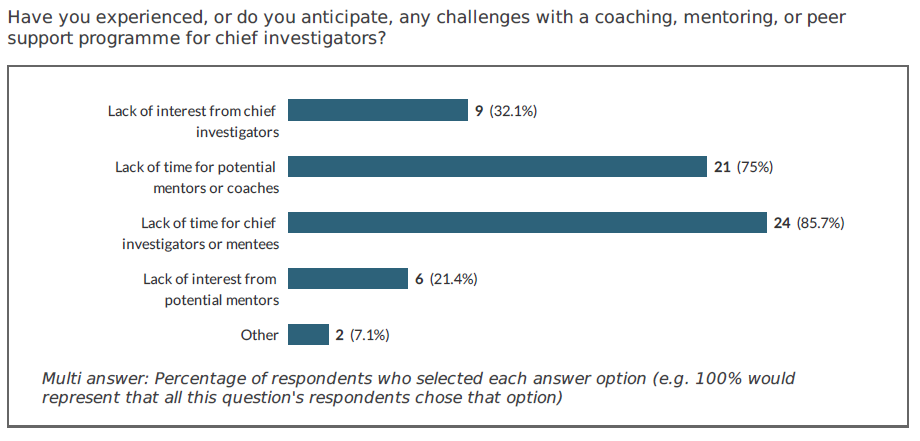 Have you experienced, or do you anticipate, any challenges with a coaching, mentoring, or peer
support programme for chief investigators?
Lack of interest from chief
investigators
9 (32.1%)
Lack of time for potential
mentors or coaches
21 (75%)
Lack of time for chief
investigators or mentees
24 (85.7%)
Lack of interest from
potential mentors
6 (21.4%)
Other
2 (7.1%)
Multi answer: Percentage of respondents who selected each answer option (e.g. 100% would
represent that all this question's respondents chose that option)